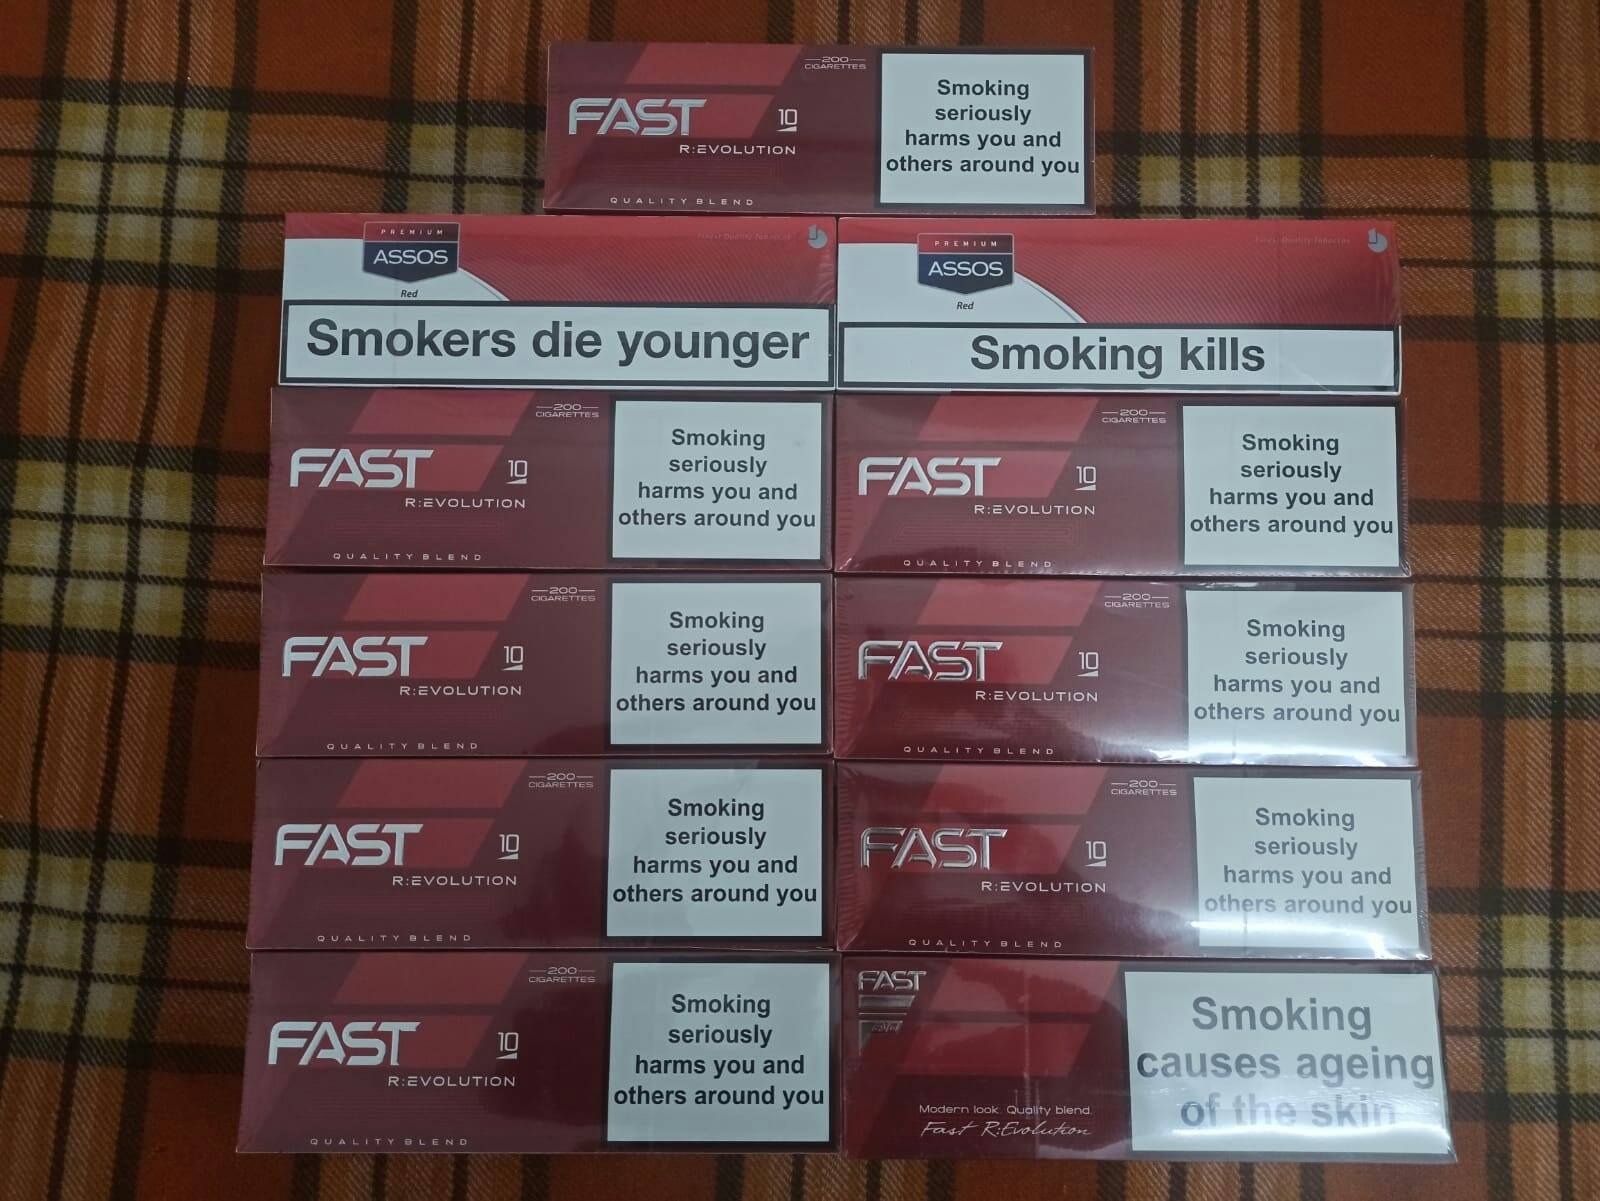 200
CIGARETTES
FAST
10
R:EVOLUTION
QUALITY BLEND
Smoking
seriously
harms you and
others around you
PREMIUM
ASSOS
Red
Finest Quality Tobaccos
Smokers die younger
PREMIUM
ASSOS
Red
Finest Quality Tobaccos
Smoking kills
200
CIGARETTES
FAST
10
R:EVOLUTION
QUALITY BLEND
Smoking
seriously
harms you and
others around you
200
CIGARETTES
FAST
10
R:EVOLUTION
QUALITY BLEND
Smoking
seriously
harms you and
others around you
200
CIGARETTES
FAST
10
R:EVOLUTION
QUALITY BLEND
Smoking
seriously
harms you and
others around you
200
CIGARETTES
FAST
10
R:EVOLUTION
QUALITY BLEND
Smoking
seriously
harms you and
others around you
200
CIGARETTES
FAST
10
R:EVOLUTION
QUALITY BLEND
Smoking
seriously
harms you and
others around you
200
CIGARETTES
FAST
10
R:EVOLUTION
QUALITY BLEND
Smoking
seriously
harms you and
others around you
200
CIGARETTES
FAST
10
R:EVOLUTION
QUALITY BLEND
Smoking
seriously
harms you and
others around you
FAST
Modern look. Quality blend.
Fast R:Evolution
Smoking
causes ageing
of the skin